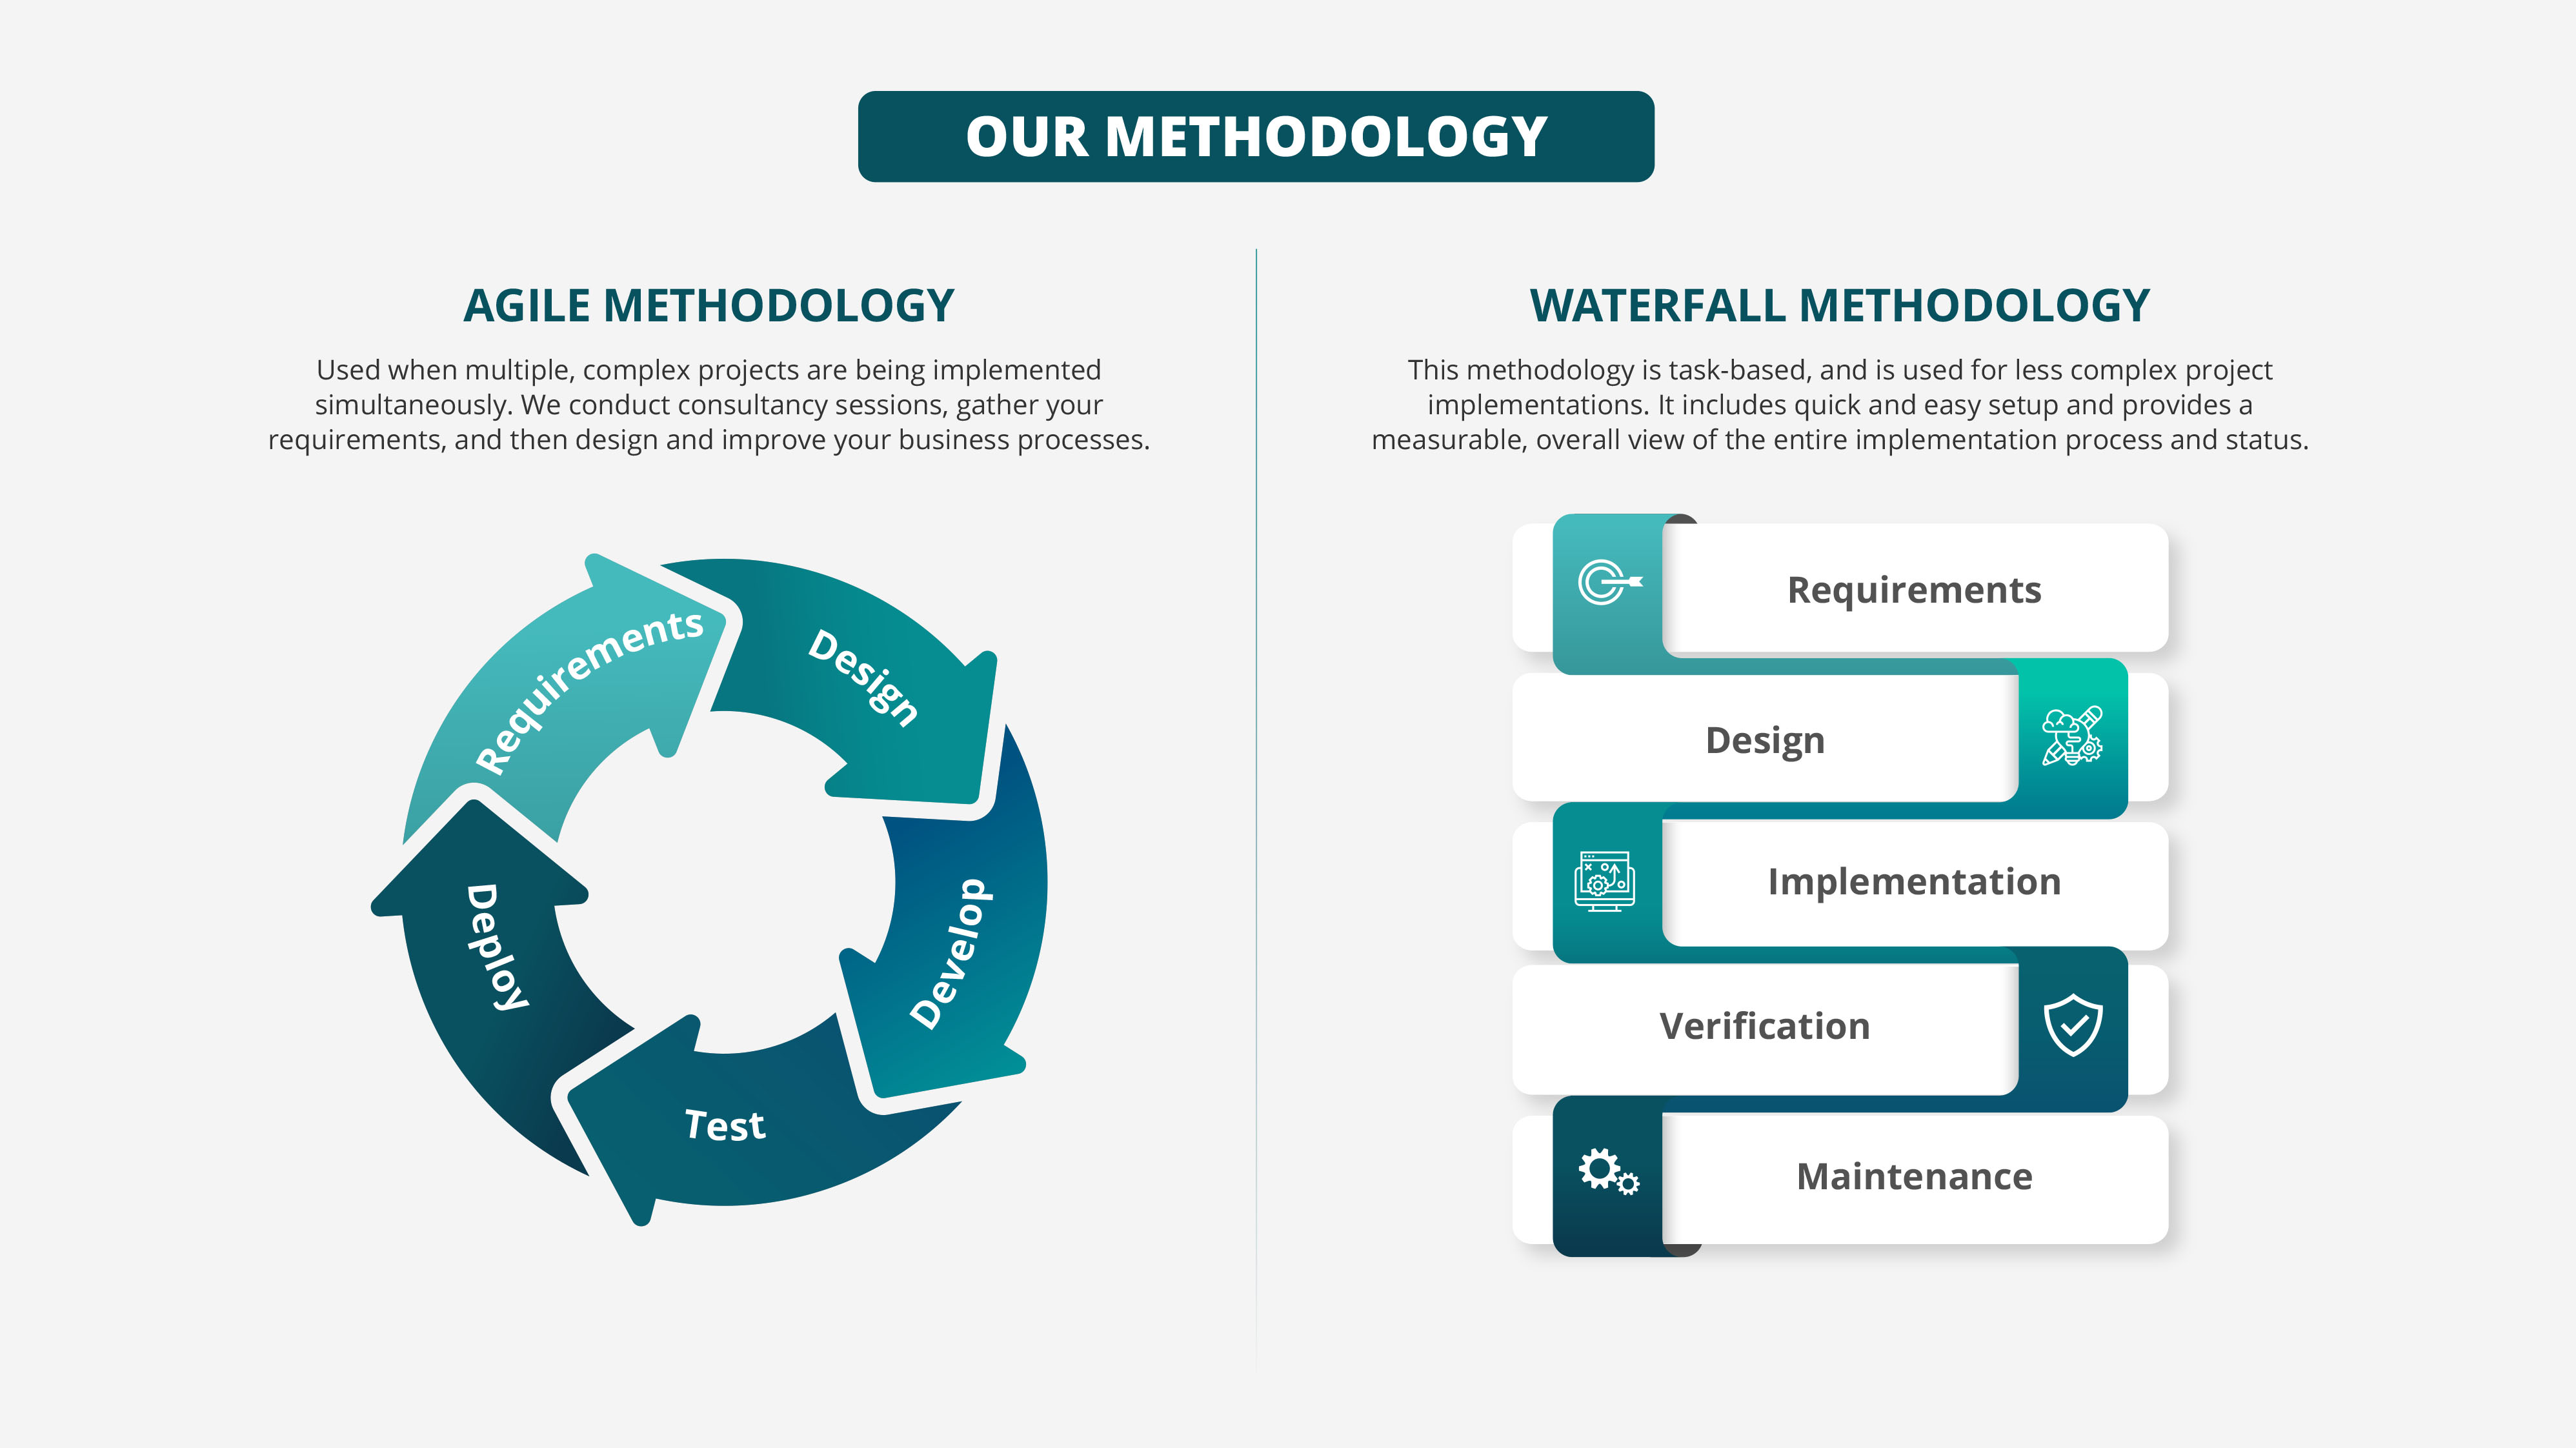 OUR METHODOLOGY
AGILE METHODOLOGY
Used when multiple, complex projects are being implemented
simultaneously. We conduct consultancy sessions, gather your
requirements, and then design and improve your business processes.
Requirements
Design
Develop
Test
Deploy
WATERFALL METHODOLOGY
This methodology is task-based, and is used for less complex project
implementations. It includes quick and easy setup and provides a
measurable, overall view of the entire implementation process and status.
Requirements
Design
Implementation
Verification
Maintenance